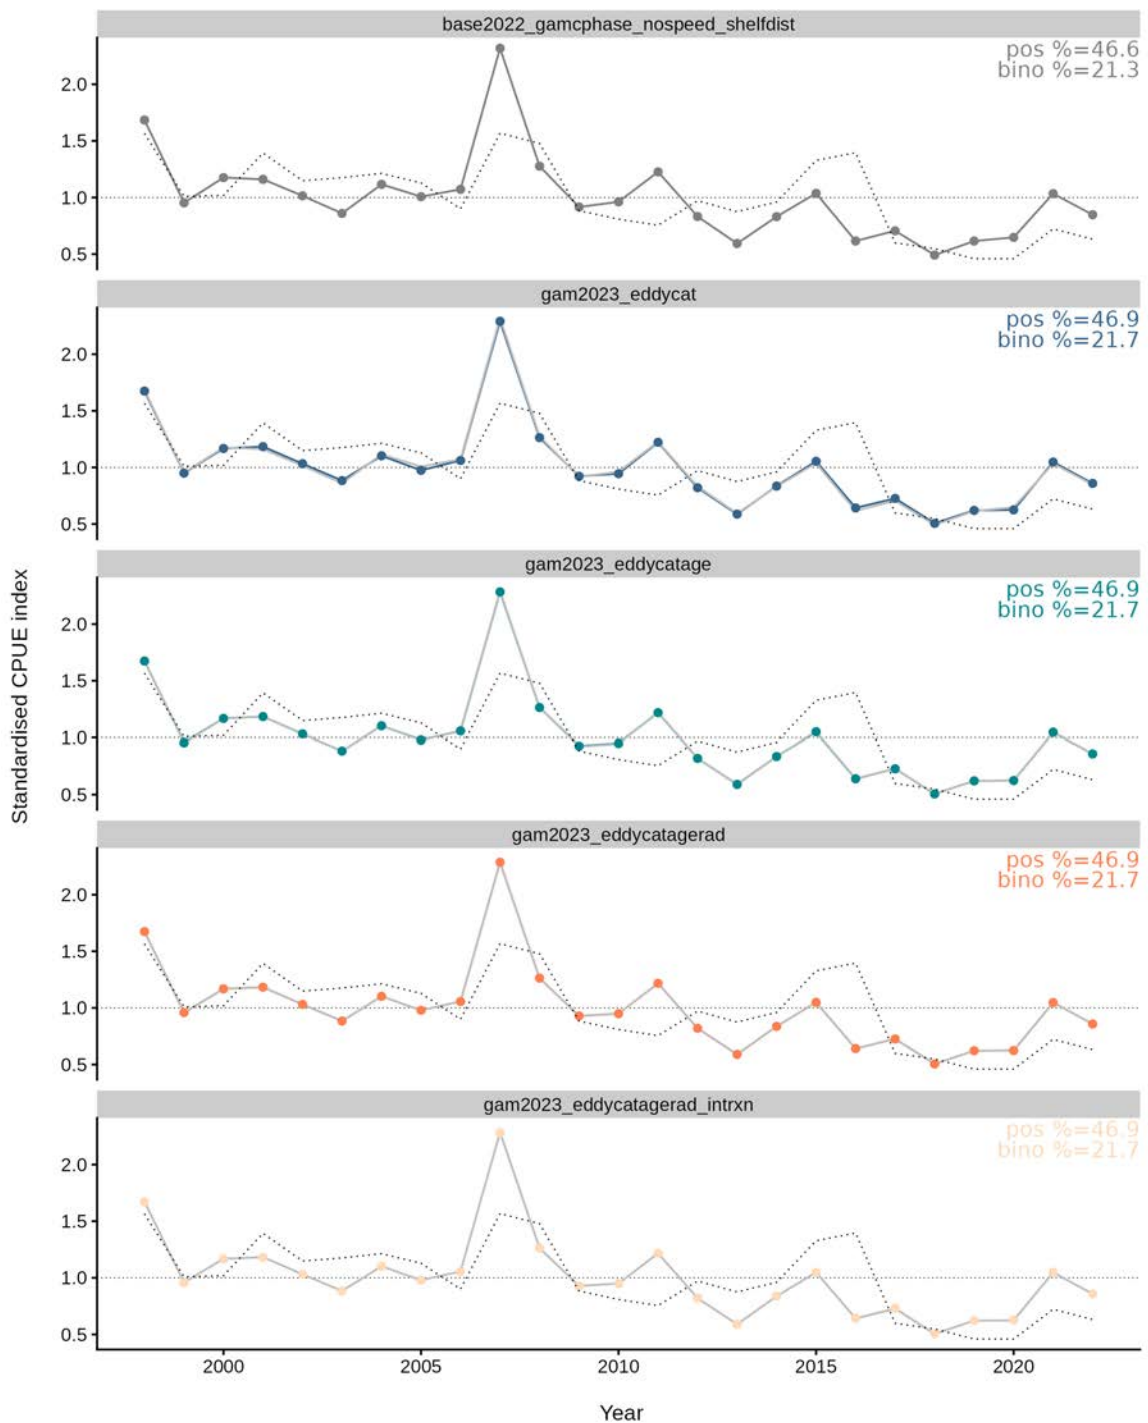 base2022_gamcphase_nospeed_shelfdist
pos %=46.6
bino %=21.3
2.0
1.5
1.0
0.5
gam2023_eddycat
pos %=46.9
bino %=21.7
2.0
1.5
1.0
0.5
gam2023_eddycatage
pos %=46.9
bino %=21.7
2.0
1.5
1.0
0.5
gam2023_eddycatagerad
pos %=46.9
bino %=21.7
2.0
1.5
1.0
0.5
gam2023_eddycatagerad_intrxn
pos %=46.9
bino %=21.7
2.0
1.5
1.0
0.5
Standardised CPUE index
2000 2005 2010 2015 2020
Year